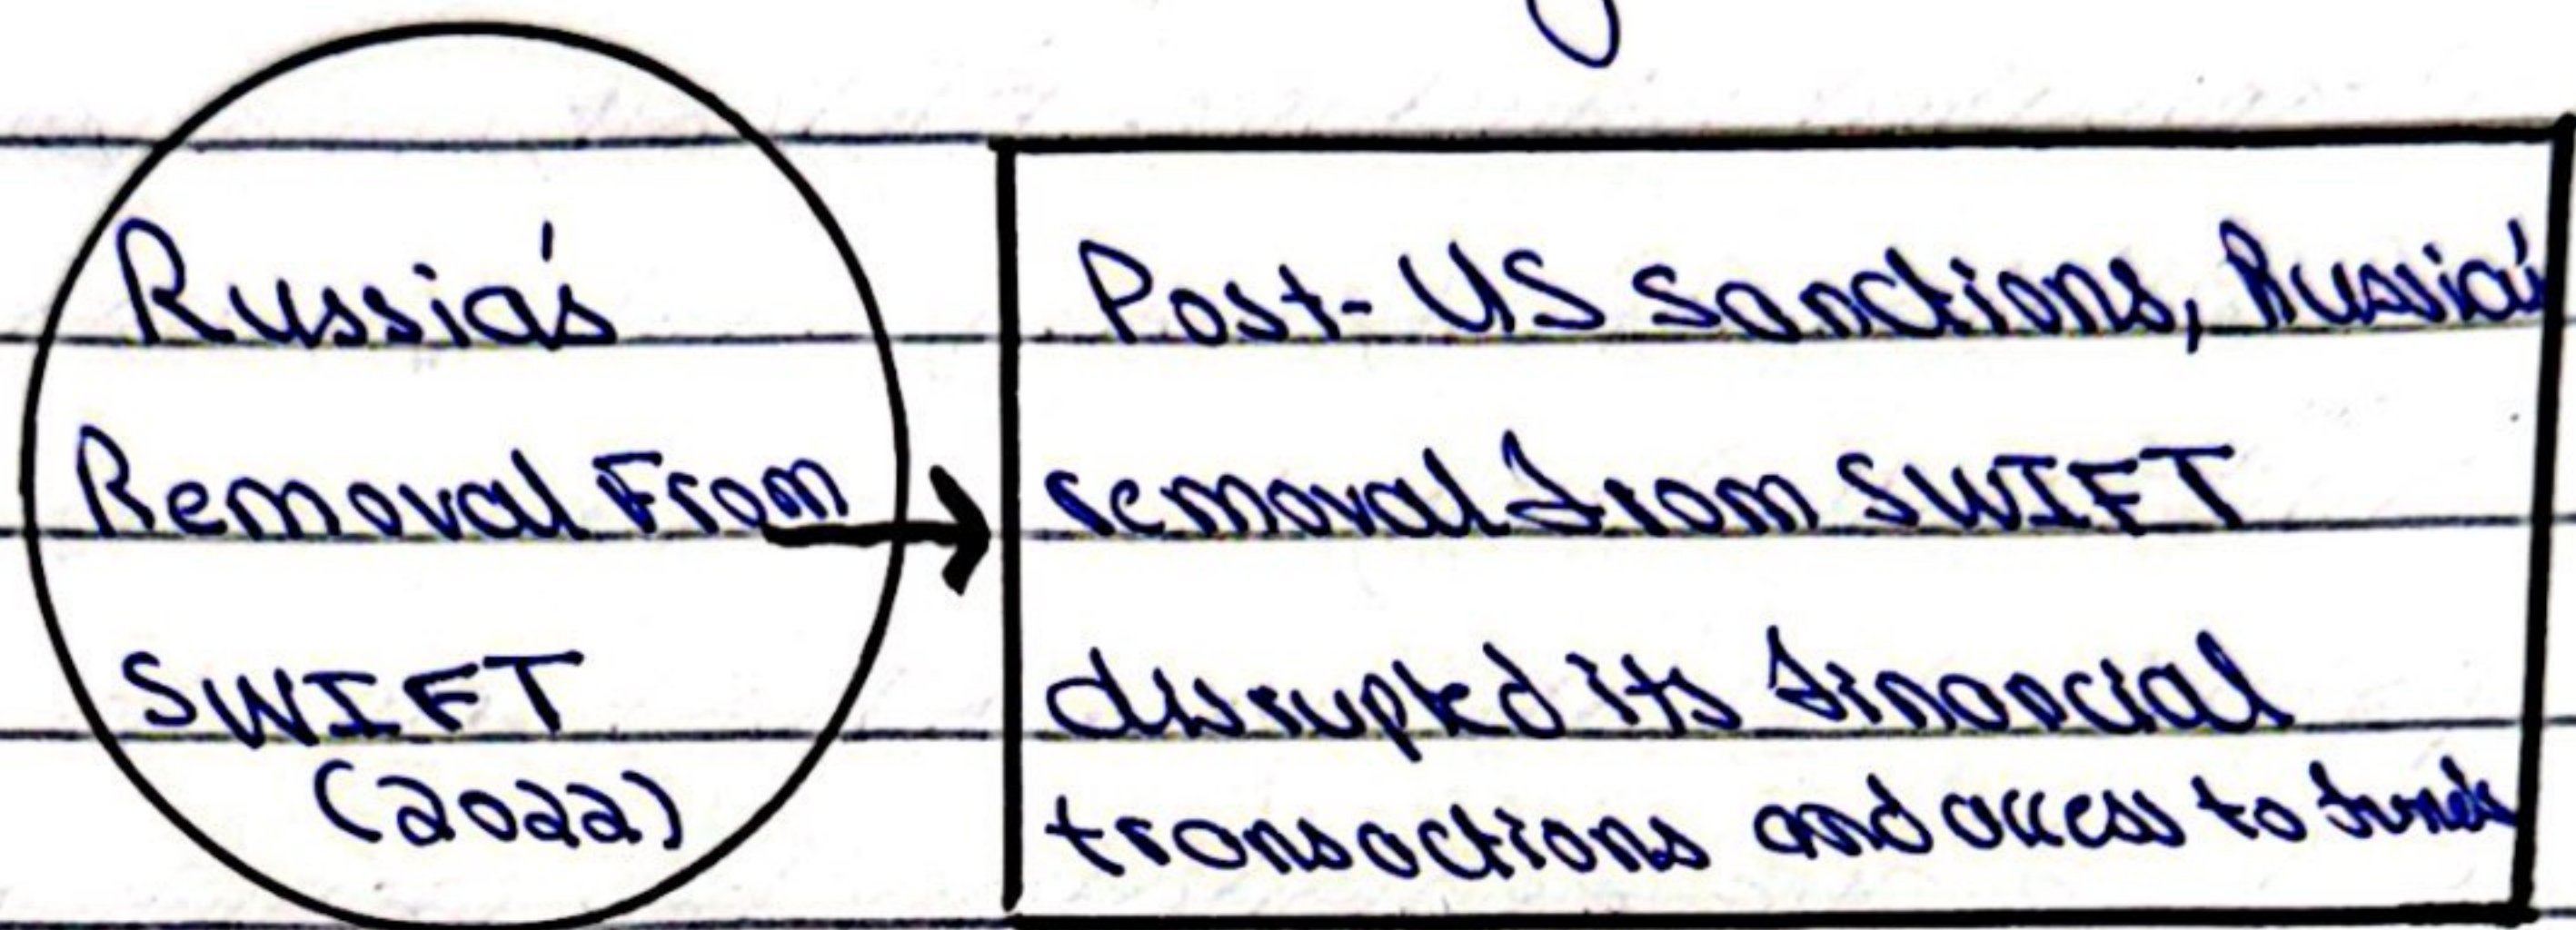 Russia's
Removal From
SWIFT
(2022)
Post-US Sanctions, Russia's
removal from SWIFT
disrupted its financial
transactions and access to funds